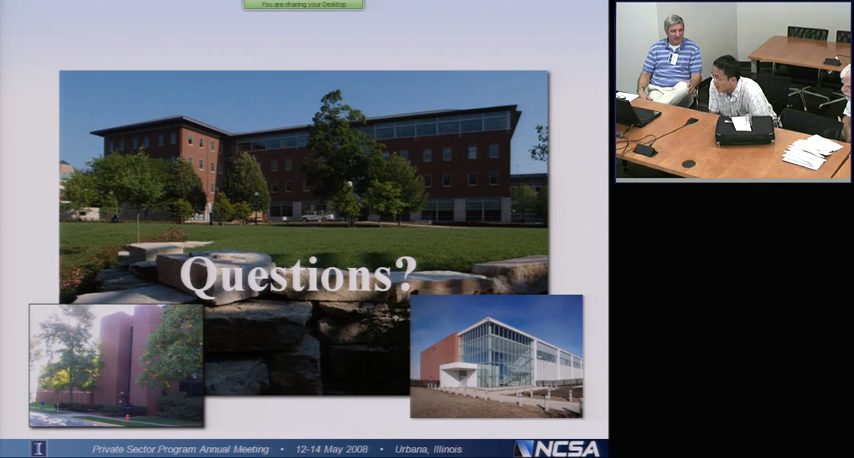 You are sharing your Desktop
Questions?
I
Private Sector Program Annual Meeting • 12-14 May 2008 • Urbana, Illinois
NCSA